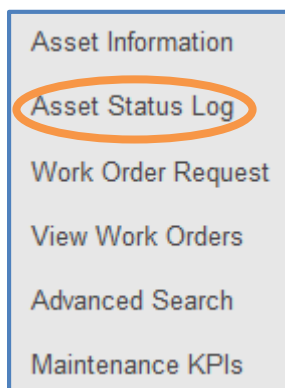 Asset Information
Asset Status Log
Work Order Request
View Work Orders
Advanced Search
Maintenance KPIs